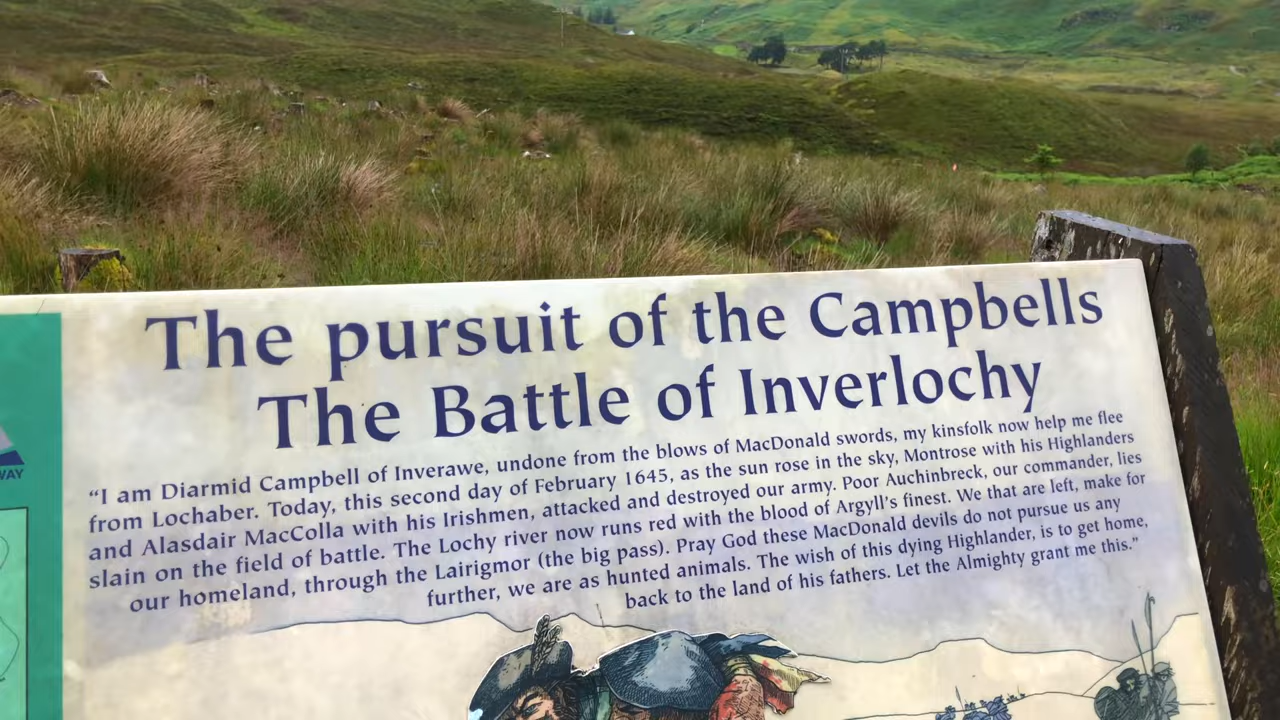 The pursuit of the Campbells
The Battle of Inverlochy
“I am Diarmid Campbell of Inverawe, undone from the blows of MacDonald swords, my kinsfolk now help me flee
from Lochaber. Today, this second day of February 1645, as the sun rose in the sky, Montrose with his Highlanders
and Alasdair MacColla with his Irishmen, attacked and destroyed our army. Poor Auchinbreck, our commander, lies
slain on the field of battle. The Lochy river now runs red with the blood of Argyll’s finest. We that are left, make for
our homeland, through the Lairigmor (the big pass). Pray God these MacDonald devils do not pursue us any
further, we are as hunted animals. The wish of this dying Highlander, is to get home,
back to the land of his fathers. Let the Almighty grant me this.”
WAY